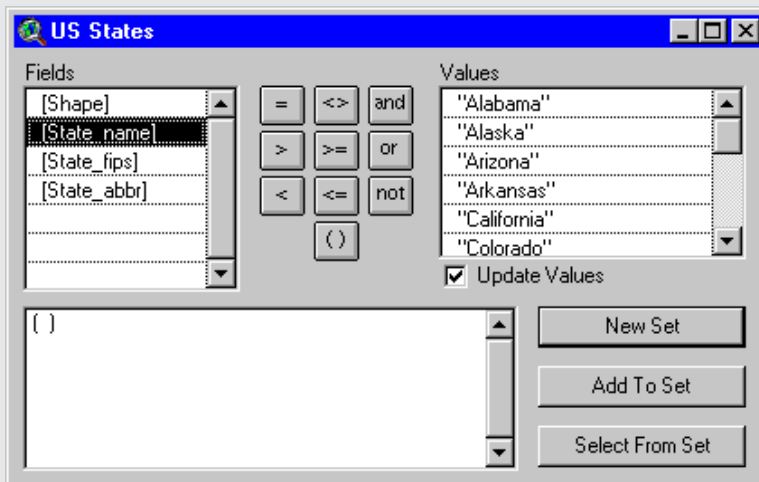 US States
Fields
Values
[Shape]
[State_name]
[State_fips]
[State_abbr]
= <> and
> >= or
< <= not
()
"Alabama"
"Alaska"
"Arizona"
"Arkansas"
"California"
"Colorado"
Update Values
( )
New Set
Add To Set
Select From Set